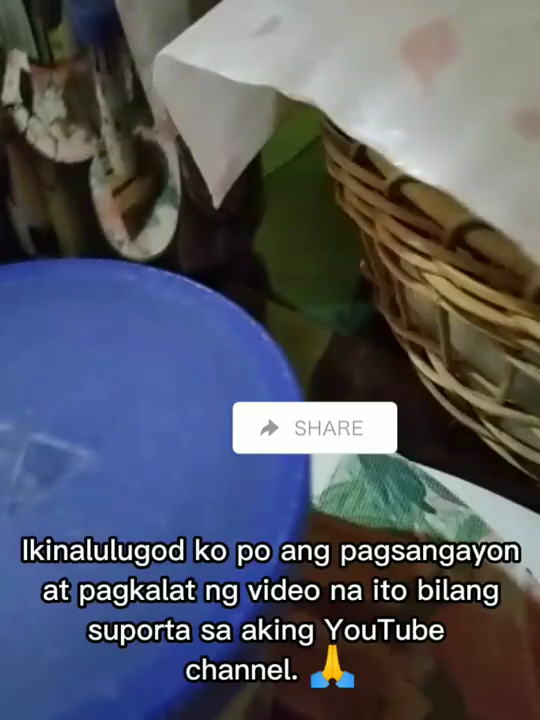 SHARE
Ikinalulugod ko po ang pagsangayon
at pagkalat ng video na ito bilang
suporta sa aking YouTube
channel. 🙏